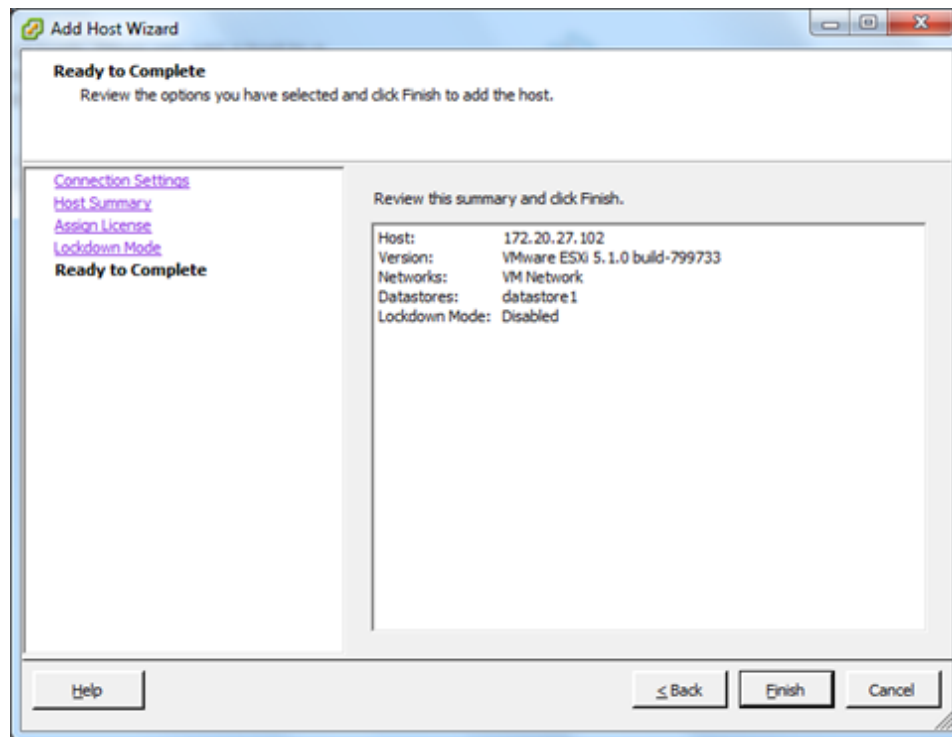 Add Host Wizard
Ready to Complete
Review the options you have selected and click Finish to add the host.
Connection Settings
Host Summary
Assign License
Lockdown Mode
Ready to Complete
Review this summary and click Finish.
Host: 172.20.27.102
Version: VMware ESXi 5.1.0 build-799733
Networks: VM Network
Datastores: datastore1
Lockdown Mode: Disabled
Help
< Back
Finish
Cancel